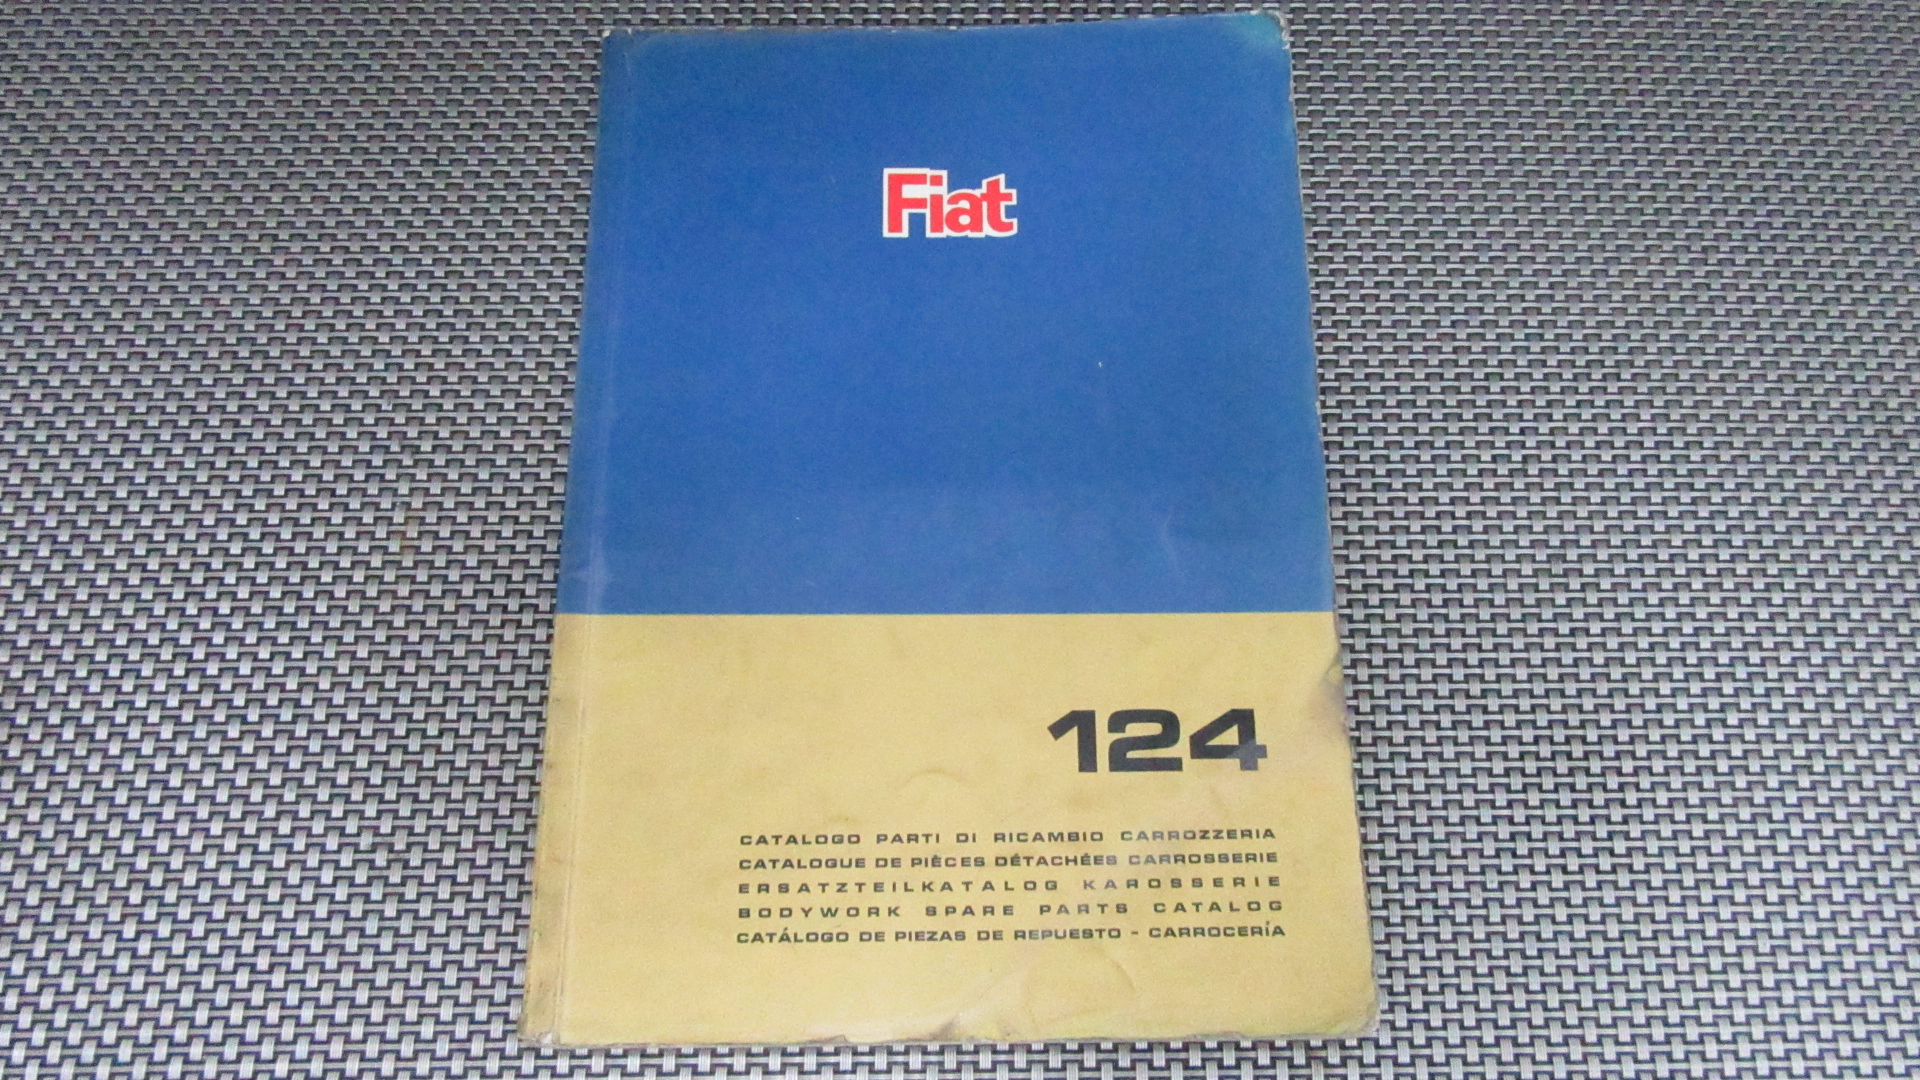 Fiat
124
CATALOGO PARTI DI RICAMBIO CARROZZERIA
CATALOGUE DE PIÈCES DÉTACHÉES CARROSSERIE
ERSATZTEILKATALOG KAROSSERIE
BODYWORK SPARE PARTS CATALOG
CATÁLOGO DE PIEZAS DE REPUESTO - CARROCERÍA